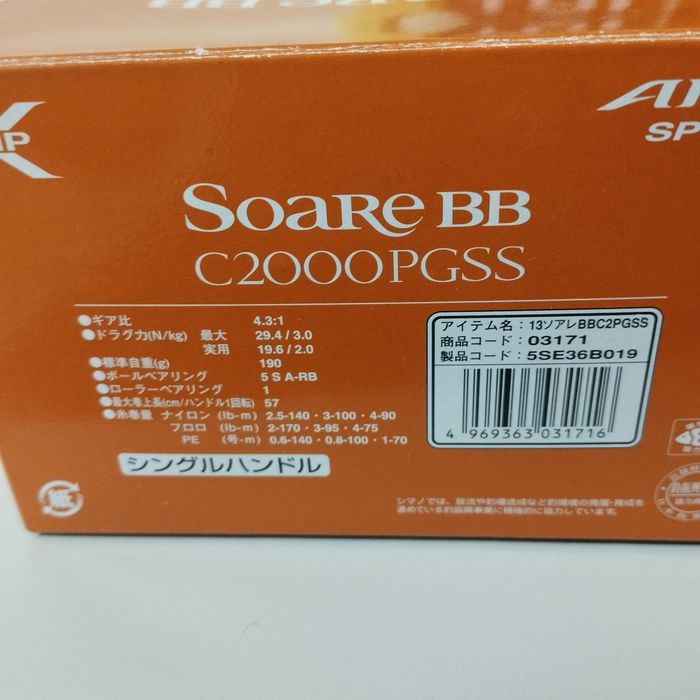 SoaRe BB
C2000PGSS
●ギア比 4.3:1
●ドラグ力(N/kg) 最大 29.4 / 3.0
実用 19.6 / 2.0
●標準自重(g) 190
●ボールベアリング 5 S A-RB
●ローラーベアリング 1
●最大巻上長(cm/ハンドル1回転) 57
●糸巻量 ナイロン (lb-m) 2.5-140・3-100・4-90
フロロ (lb-m) 2-170・3-95・4-75
PE (号-m) 0.6-140・0.8-100・1-70
シングルハンドル
紙
アイテム名:13ソアレBBC2PGSS
商品コード:03171
製品コード:5SE36B019
4 969363 031716
シマノでは、放流や釣場造成など釣環境の発展・育成を
進めている釣振興事業に積極的に協力しています。